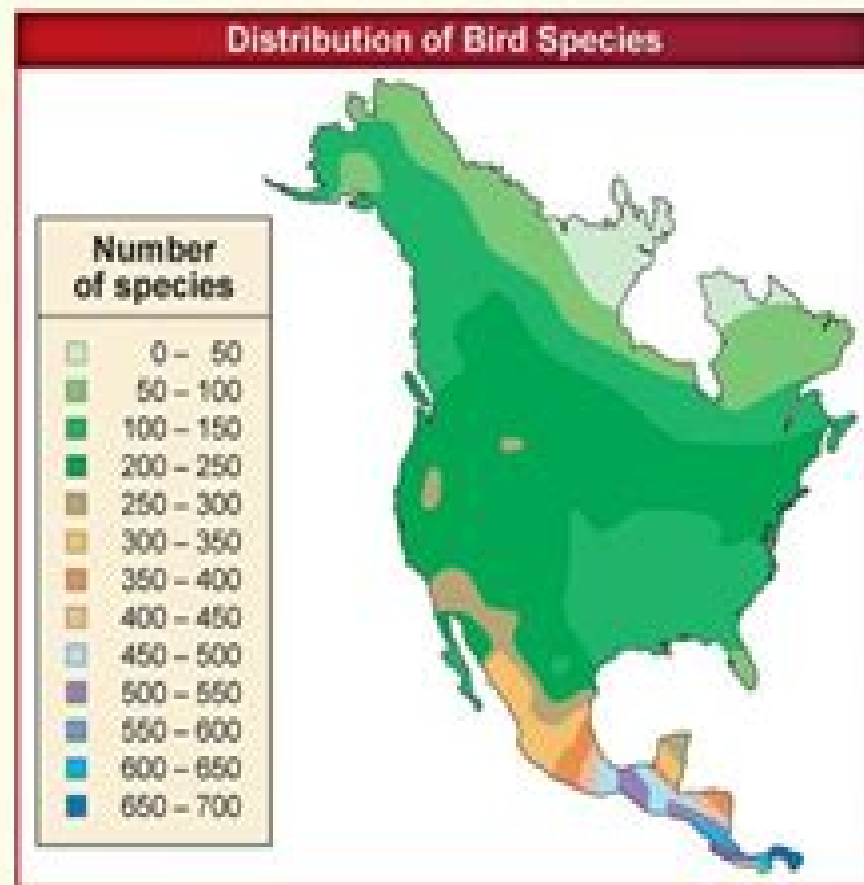 Distribution of Bird Species
Number
of species
0 – 50
50 – 100
100 – 150
200 – 250
250 – 300
300 – 350
350 – 400
400 – 450
450 – 500
500 – 550
550 – 600
600 – 650
650 – 700